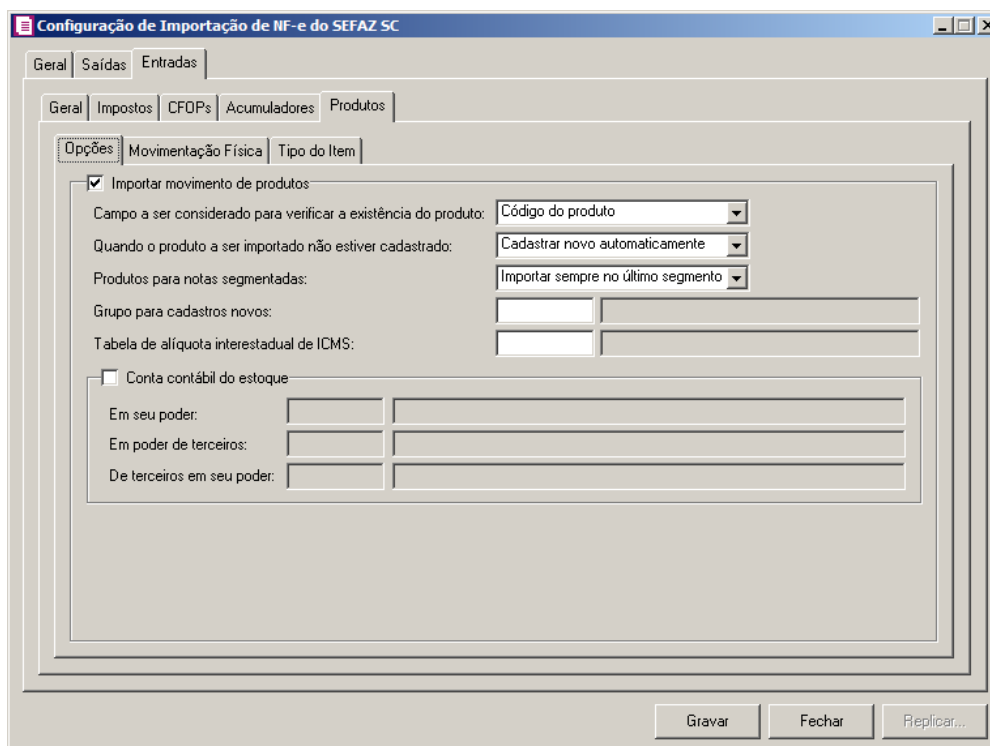 Configuração de Importação de NF-e do SEFAZ SC
Geral Saídas Entradas
Geral Impostos CFOPs Acumuladores Produtos
Opções Movimentação Física Tipo do Item
Importar movimento de produtos
Campo a ser considerado para verificar a existência do produto: Código do produto
Quando o produto a ser importado não estiver cadastrado: Cadastrar novo automaticamente
Produtos para notas segmentadas: Importar sempre no último segmento
Grupo para cadastros novos:
Tabela de alíquota interestadual de ICMS:
Conta contábil do estoque
Em seu poder:
Em poder de terceiros:
De terceiros em seu poder:
Gravar Fechar Replicar...